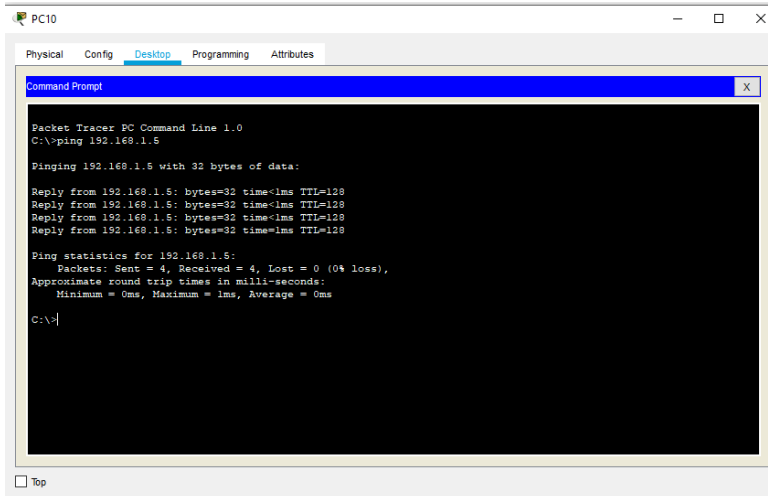 PC10
Physical Config Desktop Programming Attributes
Command Prompt
X
Packet Tracer PC Command Line 1.0
C:\>ping 192.168.1.5
Pinging 192.168.1.5 with 32 bytes of data:
Reply from 192.168.1.5: bytes=32 time<1ms TTL=128
Reply from 192.168.1.5: bytes=32 time<1ms TTL=128
Reply from 192.168.1.5: bytes=32 time<1ms TTL=128
Reply from 192.168.1.5: bytes=32 time=1ms TTL=128
Ping statistics for 192.168.1.5:
Packets: Sent = 4, Received = 4, Lost = 0 (0% loss),
Approximate round trip times in milli-seconds:
Minimum = 0ms, Maximum = 1ms, Average = 0ms
C:\>
Top